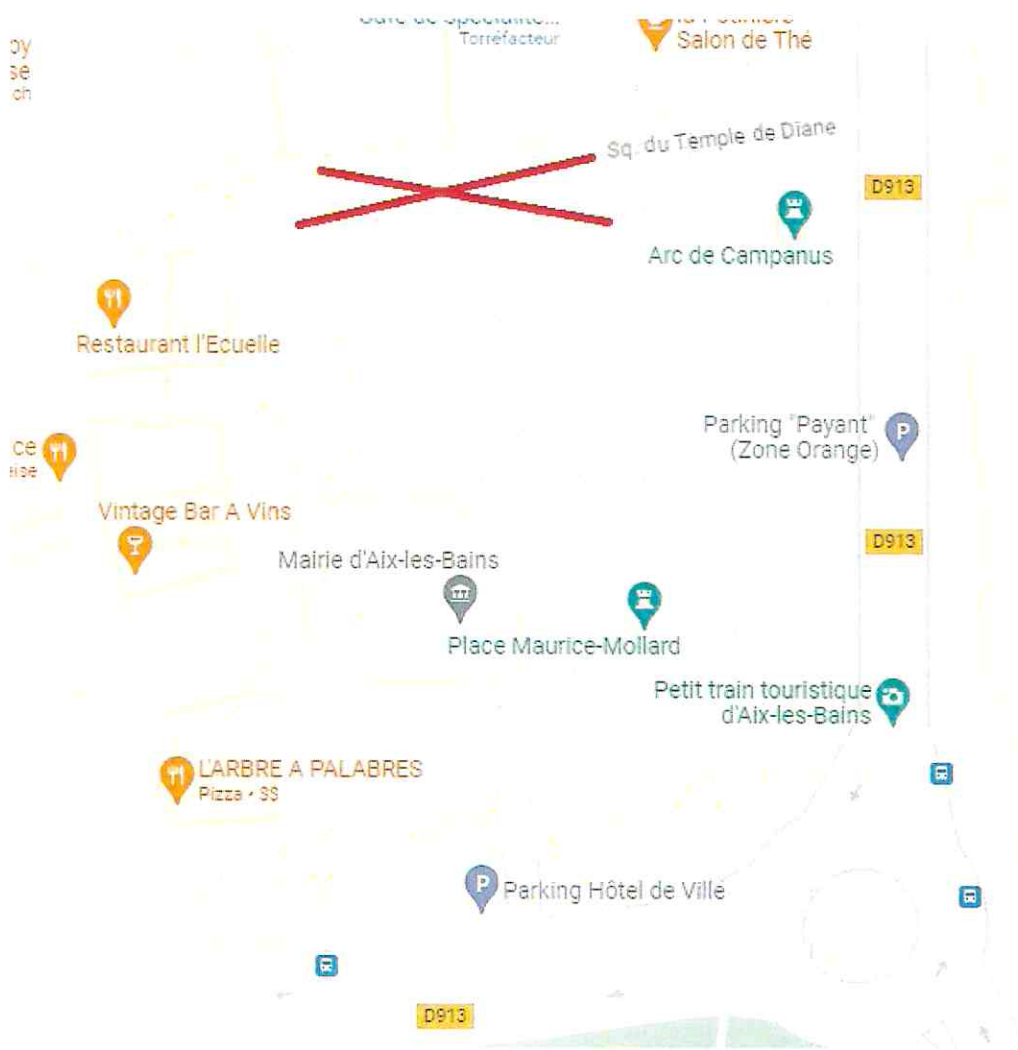 Torréfacteur
Salon de Thé
Sq. du Temple de Diane
D913
Arc de Campanus
Restaurant l'Ecuelle
Parking "Payant"
(Zone Orange)
Vintage Bar A Vins
D913
Mairie d'Aix-les-Bains
Place Maurice-Mollard
Petit train touristique
d'Aix-les-Bains
L'ARBRE A PALABRES
Pizza • $$
Parking Hôtel de Ville
D913